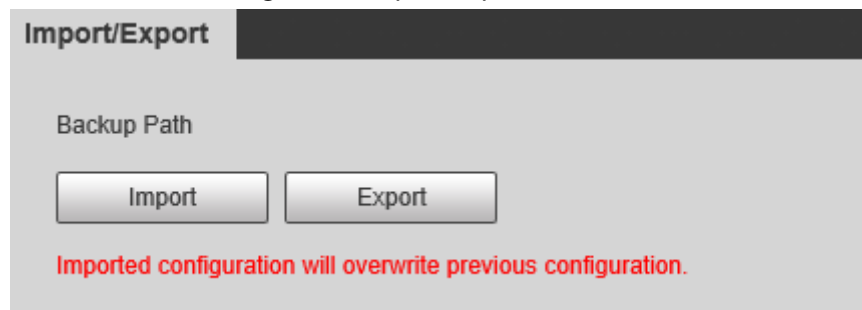 Import/Export
Backup Path
Import
Export
Imported configuration will overwrite previous configuration.